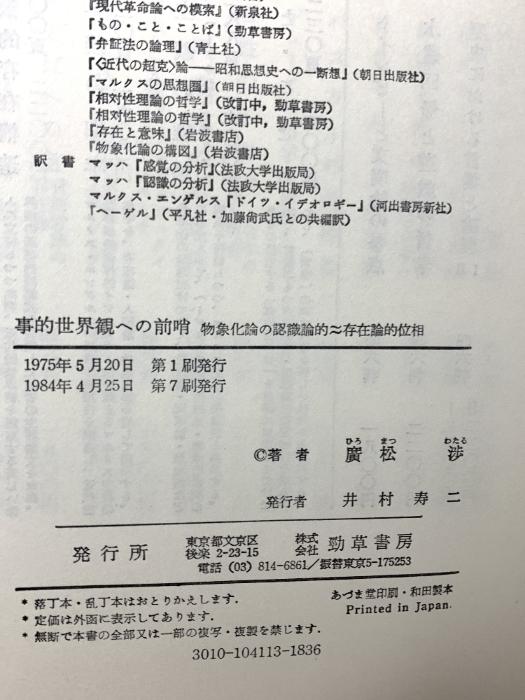 『現代革命論への模索』(新泉社)
『もの・こと・ことば』(勁草書房)
『弁証法の論理』(青土社)
『〈近代の超克〉論——昭和思想史への一断想』(朝日出版社)
『マルクスの思想圏』(朝日出版社)
『相対性理論の哲学』(改訂中,勁草書房)
『相対性理論の哲学』(改訂中,勁草書房)
『存在と意味』(岩波書店)
『物象化論の構図』(岩波書店)
訳書 マッハ『感覚の分析』(法政大学出版局)
マッハ『認識の分析』(法政大学出版局)
マルクス・エンゲルス『ドイツ・イデオロギー』(河出書房新社)
『ヘーゲル』(平凡社・加藤尚武氏との共編訳)
事的世界観への前哨 物象化論の認識論的≈存在論的位相
1975年5月20日 第1刷発行
1984年4月25日 第7刷発行
ひろ まつ わたる
©著者 廣松 渉
発行者 井村寿二
発行所 東京都文京区後楽2-23-15 株式会社 勁草書房
電話(03)814-6861/振替東京5-175253
* 落丁本・乱丁本はおとりかえします.
* 定価は外函に表示してあります.
* 無断で本書の全部又は一部の複写・複製を禁じます.
あづま堂印刷・和田製本
Printed in Japan.
3010-104113-1836